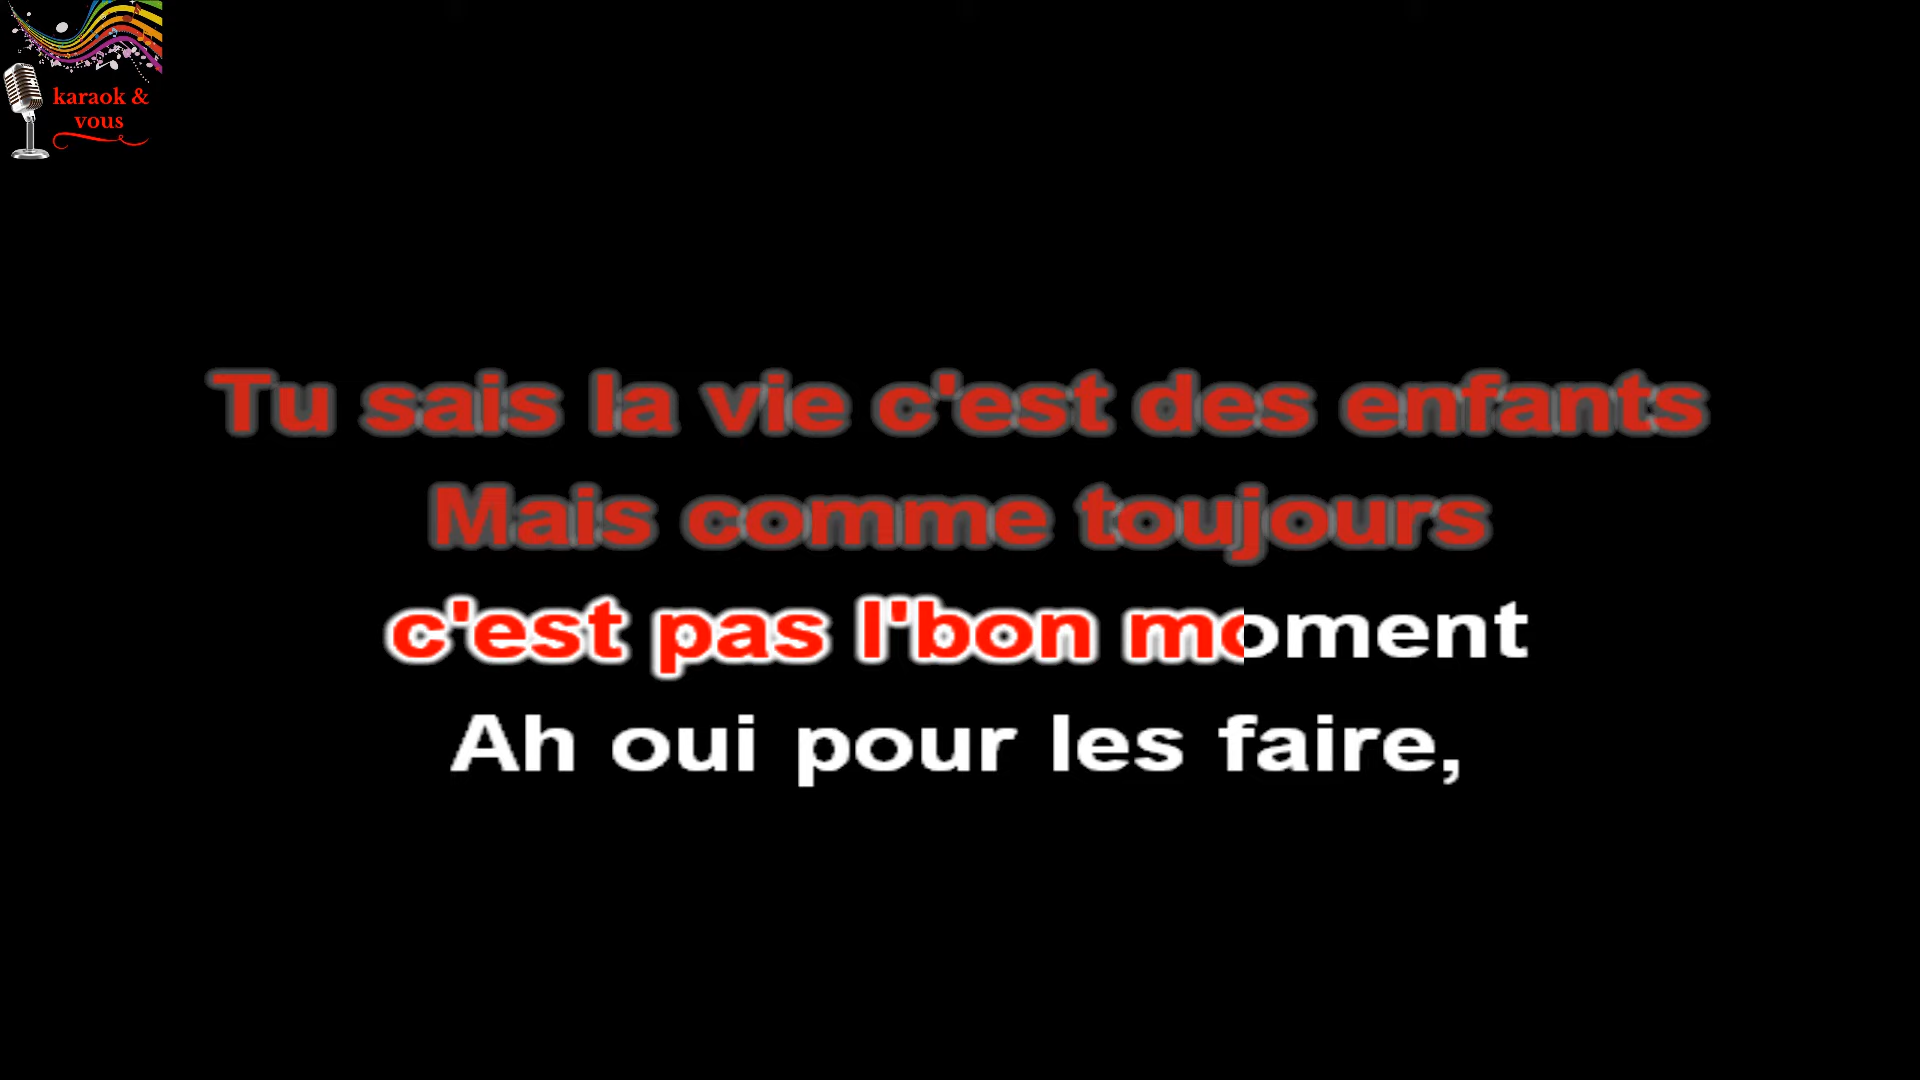 karaok &
vous
Tu sais la vie c'est des enfants
Mais comme toujours
c'est pas l'bon moment
Ah oui pour les faire,